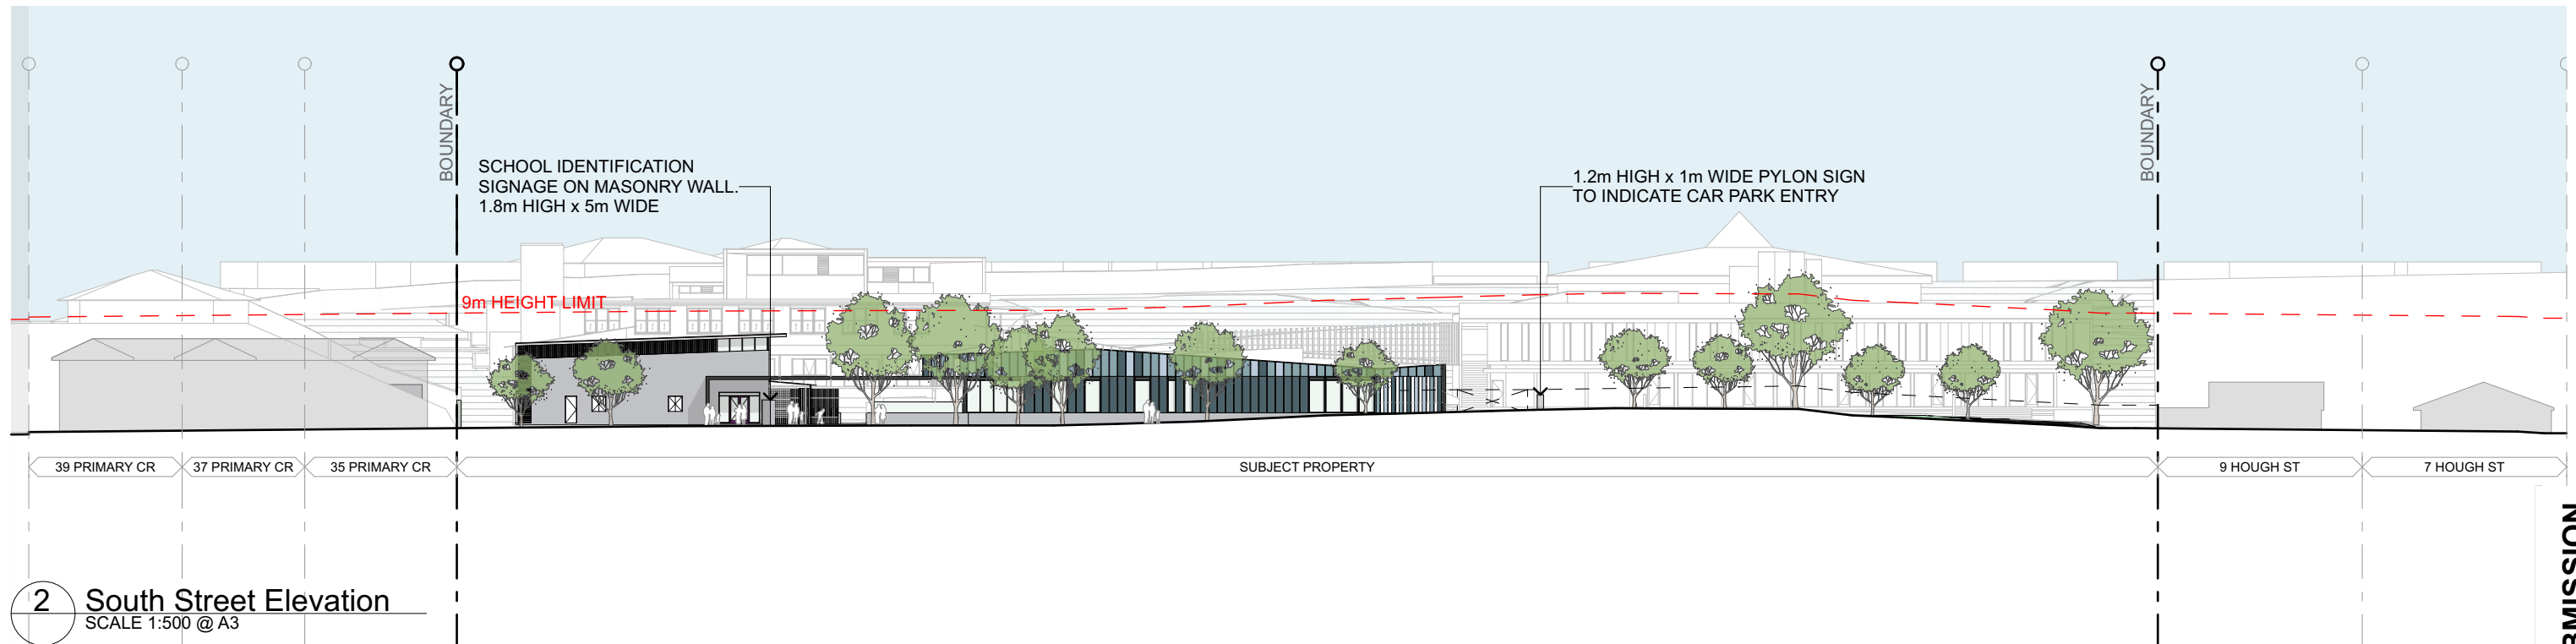 BOUNDARY
BOUNDARY
SCHOOL IDENTIFICATION
SIGNAGE ON MASONRY WALL.
1.8m HIGH x 5m WIDE
1.2m HIGH x 1m WIDE PYLON SIGN
TO INDICATE CAR PARK ENTRY
9m HEIGHT LIMIT
39 PRIMARY CR
37 PRIMARY CR
35 PRIMARY CR
SUBJECT PROPERTY
9 HOUGH ST
7 HOUGH ST
2
South Street Elevation
SCALE 1:500 @ A3